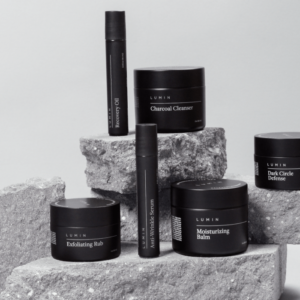 LUMIN
Recovery Oil
LUMIN
Charcoal Cleanser
LUMIN
Anti-Wrinkle Serum
LUMIN
Exfoliating Rub
LUMIN
Moisturizing
Balm
Dark Circle
Defense